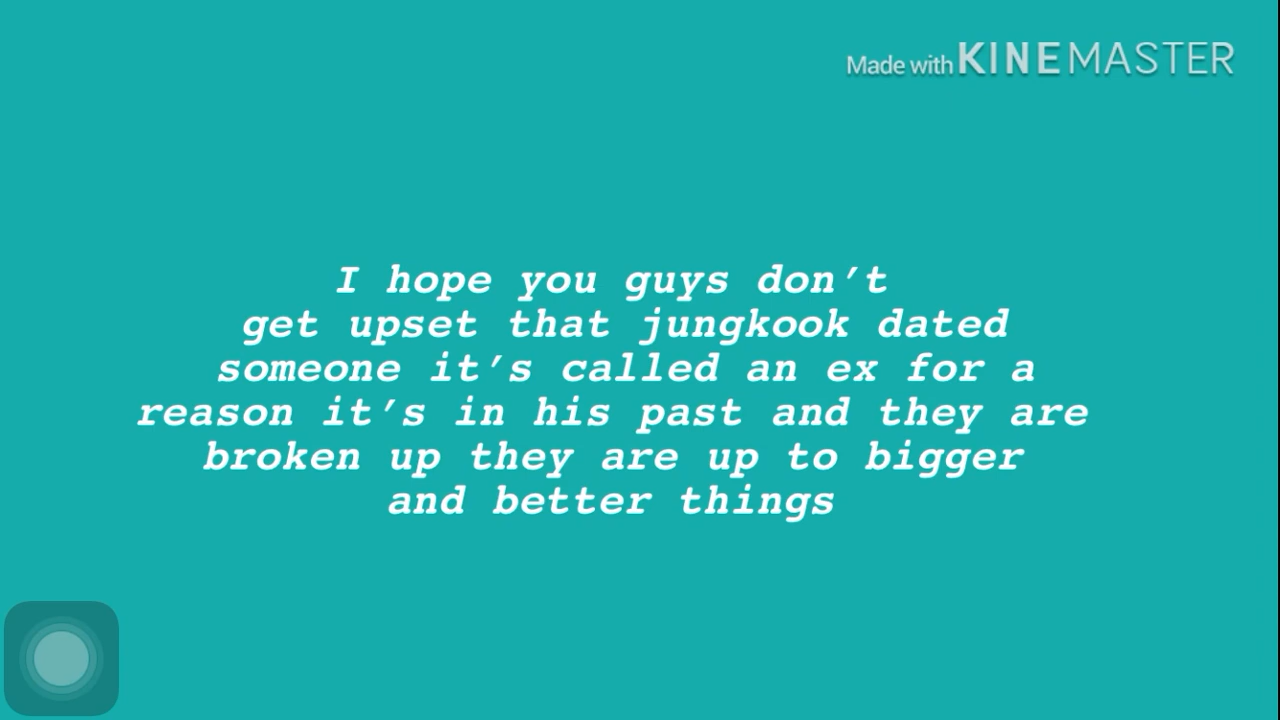 Made with KINEMASTER
I hope you guys don't
get upset that jungkook dated
someone it's called an ex for a
reason it's in his past and they are
broken up they are up to bigger
and better things